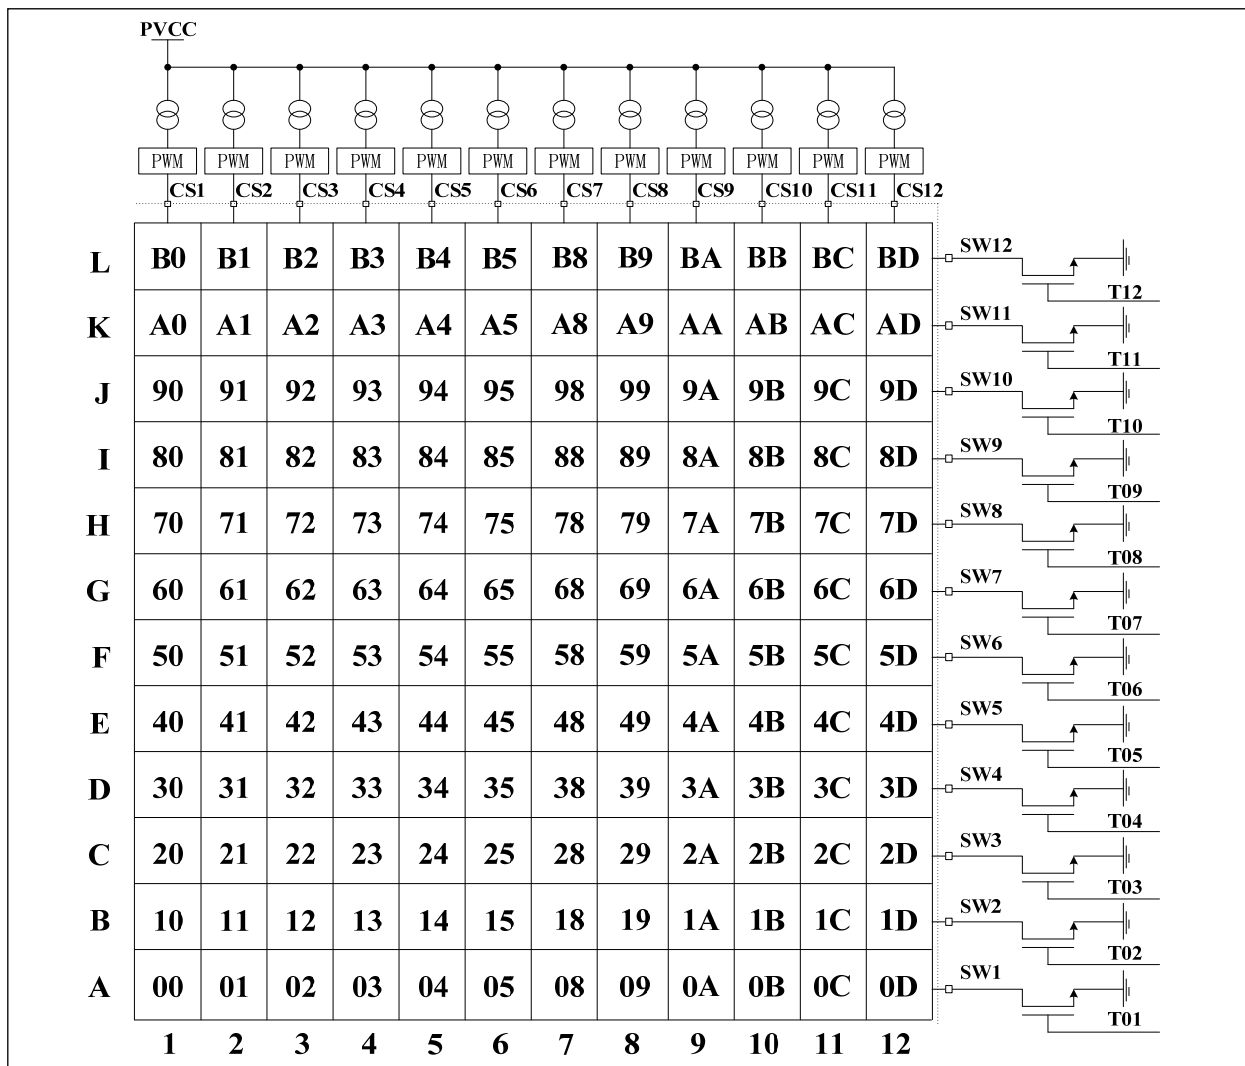 PVCC
PWM PWM PWM PWM PWM PWM PWM PWM PWM PWM PWM PWM
CS1 CS2 CS3 CS4 CS5 CS6 CS7 CS8 CS9 CS10 CS11 CS12
L B0 B1 B2 B3 B4 B5 B8 B9 BA BB BC BD SW12
T12
K A0 A1 A2 A3 A4 A5 A8 A9 AA AB AC AD SW11
T11
J 90 91 92 93 94 95 98 99 9A 9B 9C 9D SW10
T10
I 80 81 82 83 84 85 88 89 8A 8B 8C 8D SW9
T09
H 70 71 72 73 74 75 78 79 7A 7B 7C 7D SW8
T08
G 60 61 62 63 64 65 68 69 6A 6B 6C 6D SW7
T07
F 50 51 52 53 54 55 58 59 5A 5B 5C 5D SW6
T06
E 40 41 42 43 44 45 48 49 4A 4B 4C 4D SW5
T05
D 30 31 32 33 34 35 38 39 3A 3B 3C 3D SW4
T04
C 20 21 22 23 24 25 28 29 2A 2B 2C 2D SW3
T03
B 10 11 12 13 14 15 18 19 1A 1B 1C 1D SW2
T02
A 00 01 02 03 04 05 08 09 0A 0B 0C 0D SW1
T01
1 2 3 4 5 6 7 8 9 10 11 12